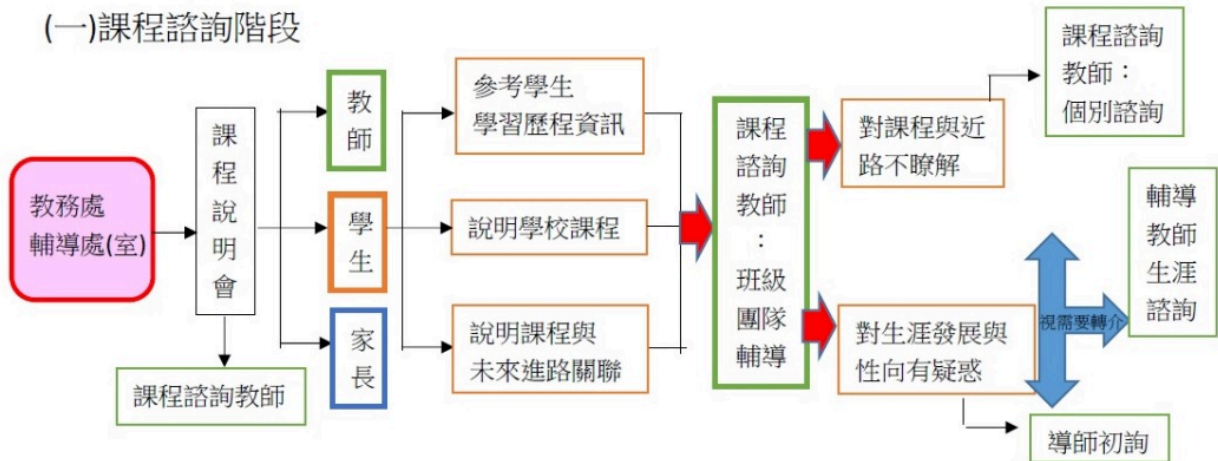 (一)課程諮詢階段
教務處
輔導處(室)
課程說明會
課程諮詢教師
教師
學生
家長
參考學生
學習歷程資訊
說明學校課程
說明課程與
未來進路關聯
課程
諮詢
教師
：
班級
團隊
輔導
對課程與近
路不瞭解
課程諮詢
教師：
個別諮詢
對生涯發展與
性向有疑惑
視需要轉介
輔導
教師
生涯
諮詢
導師初詢